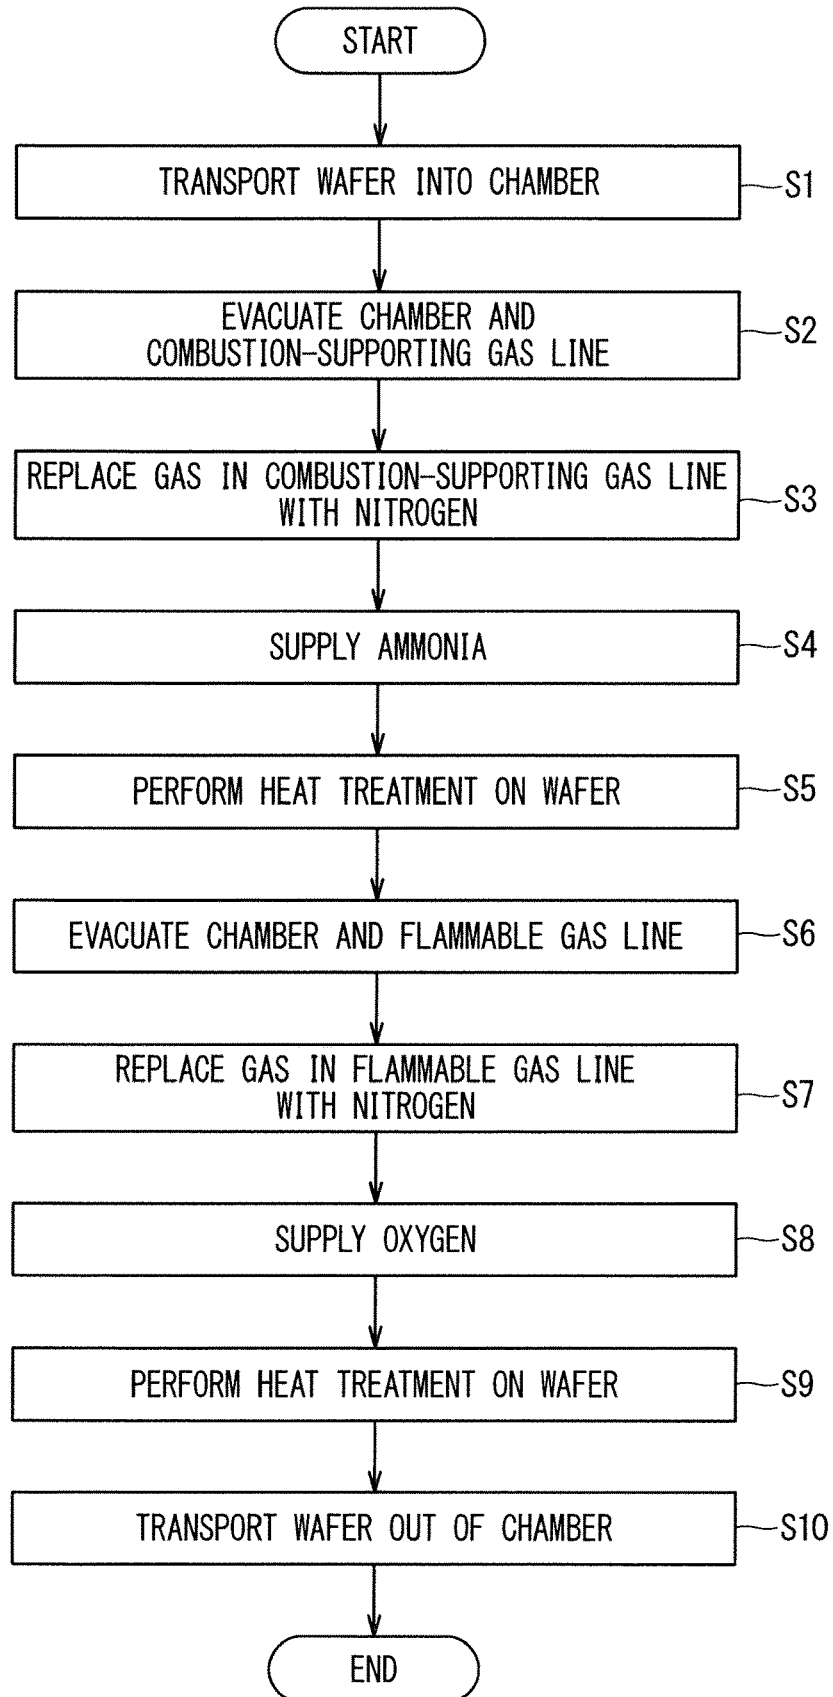 START
TRANSPORT WAFER INTO CHAMBER
S1
EVACUATE CHAMBER AND
COMBUSTION-SUPPORTING GAS LINE
S2
REPLACE GAS IN COMBUSTION-SUPPORTING GAS LINE
WITH NITROGEN
S3
SUPPLY AMMONIA
S4
PERFORM HEAT TREATMENT ON WAFER
S5
EVACUATE CHAMBER AND FLAMMABLE GAS LINE
S6
REPLACE GAS IN FLAMMABLE GAS LINE
WITH NITROGEN
S7
SUPPLY OXYGEN
S8
PERFORM HEAT TREATMENT ON WAFER
S9
TRANSPORT WAFER OUT OF CHAMBER
S10
END